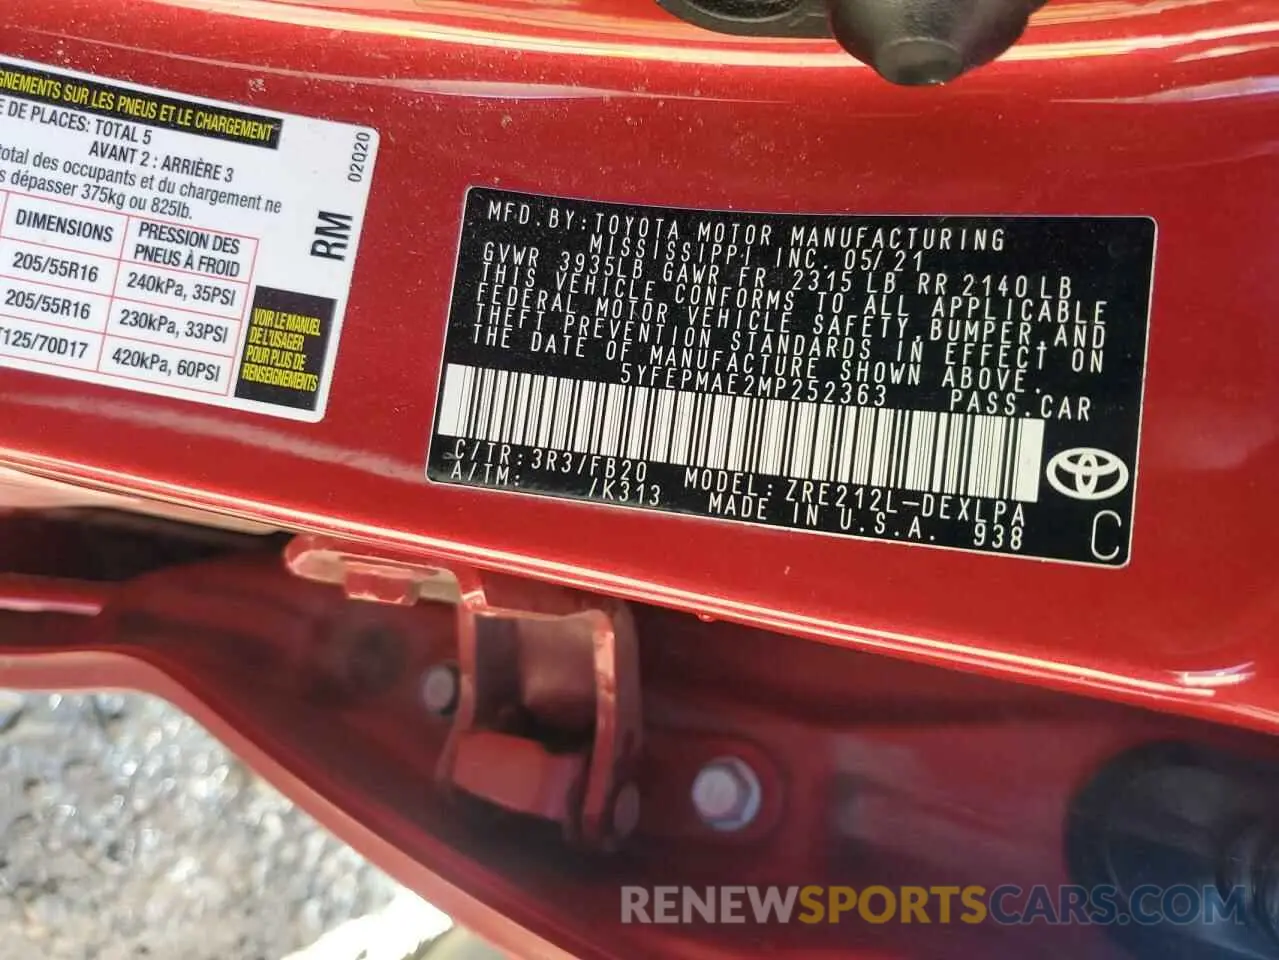 GNEMENTS SUR LES PNEUS ET LE CHARGEMENT
E DE PLACES: TOTAL 5
AVANT 2 : ARRIÈRE 3
total des occupants et du chargement ne
s dépasser 375kg ou 825lb.
DIMENSIONS
PRESSION DES
PNEUS À FROID
205/55R16
240kPa, 35PSI
205/55R16
230kPa, 33PSI
T125/70D17
420kPa, 60PSI
VOIR LE MANUEL
DE L'USAGER
POUR PLUS DE
RENSEIGNEMENTS
RM
02Q20
MFD.BY:TOYOTA MOTOR MANUFACTURING
MISSISSIPPI INC. 05/21
GVWR 3935LB GAWR FR 2315LB RR 2140LB
THIS VEHICLE CONFORMS TO ALL APPLICABLE
FEDERAL MOTOR VEHICLE SAFETY,BUMPER,AND
THEFT PREVENTION STANDARDS IN EFFECT ON
THE DATE OF MANUFACTURE SHOWN ABOVE.
5YFEPMAE2MP252363 PASS.CAR
C/TR:3R3/FB20 MODEL:ZRE212L-DEXLPA
A/TM: /K313 MADE IN U.S.A. 938
C
RENEWSPORTSCARS.COM